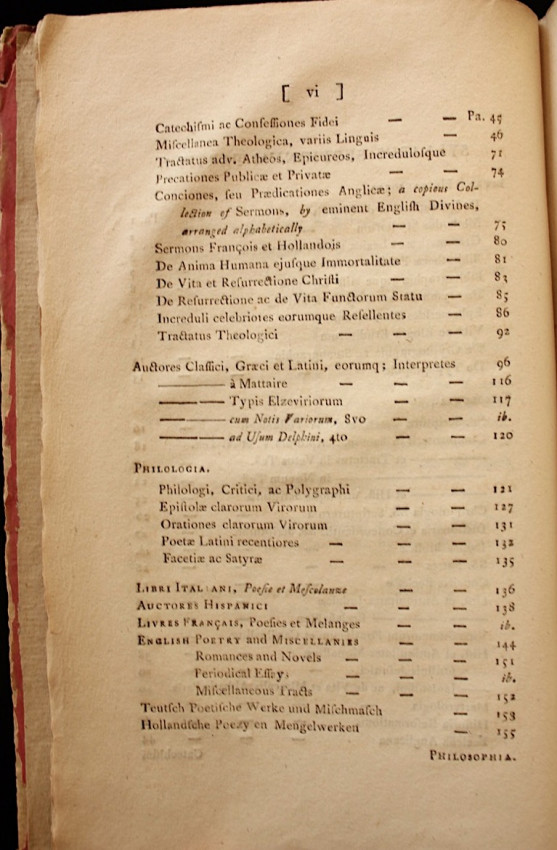 [ vi ]
Catechiſmi ac Confeſſiones Fidei — — Pa. 45
Miſcellanea Theologica, variis Linguis — 46
Tractatus adv. Atheos, Epicureos, Incredulosque 71
Precationes Publicæ et Privatæ — — 74
Conciones, ſeu Prædicationes Anglicæ; a copious Col-
lection of Sermons, by eminent Engliſh Divines,
arranged alphabetically — — 75
Sermons François et Hollandois — — 80
De Anima Humana ejuſque Immortalitate — 81
De Vita et Reſurrectione Chriſti — — 83
De Reſurrectione ac de Vita Functorum Statu — 85
Increduli celebriores eorumque Reſellentes — 86
Tractatus Theologici — — — 92
Auctores Claſſici, Græci et Latini, eorumq; Interpretes 96
——— à Mattaire — — — 116
——— Typis Elzeviriorum — — 117
——— cum Notis Variorum, 8vo — — ib.
——— ad Uſum Delphini, 4to — — 120
PHILOLOGIA.
Philologi, Critici, ac Polygraphi — — 121
Epiſtolæ clarorum Virorum — — 127
Orationes clarorum Virorum — — 131
Poetæ Latini recentiores — — — 132
Facetiæ ac Satyræ — — — 135
LIBRI ITALIANI, Poeſie et Meſcolanze — — 136
AUCTORES HISPANICI — — — 138
LIVRES FRANÇAIS, Poeſies et Melanges — — ib.
ENGLISH POETRY and MISCELLANIES — — 144
Romances and Novels — — — 151
Periodical Eſſays — — — ib.
Miſcellaneous Tracts — — — 152
Teutſch Poetiſche Werke und Miſchmaſch — 153
Hollandſche Poezy en Mengelwerken — 155
PHILOSOPHIA.